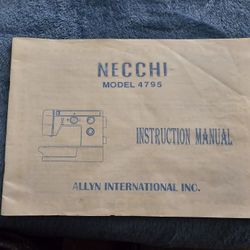 NECCHI
MODEL 4795
INSTRUCTION MANUAL
ALLYN INTERNATIONAL INC.